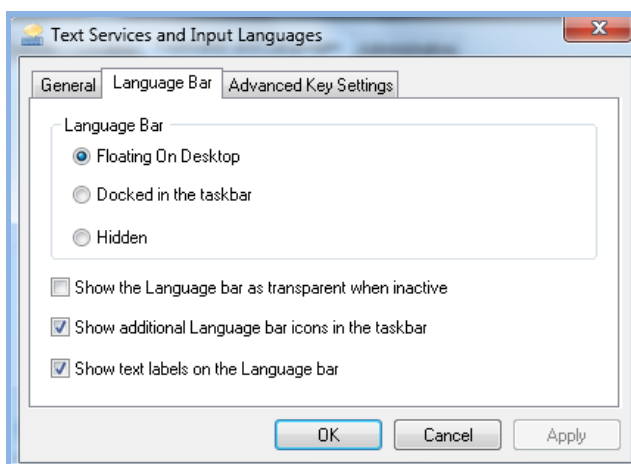 Text Services and Input Languages
General Language Bar Advanced Key Settings
Language Bar
Floating On Desktop
Docked in the taskbar
Hidden
Show the Language bar as transparent when inactive
Show additional Language bar icons in the taskbar
Show text labels on the Language bar
OK Cancel Apply